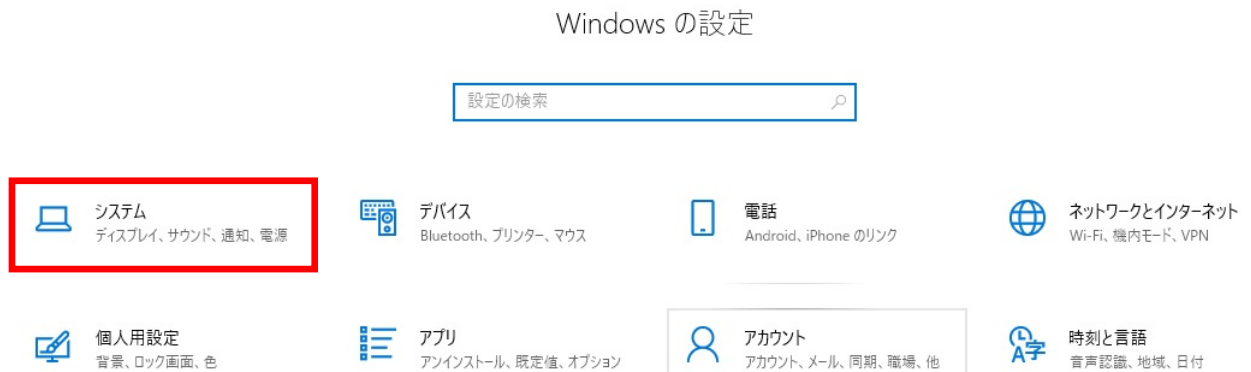 Windows の設定
設定の検索
システム
ディスプレイ、サウンド、通知、電源
デバイス
Bluetooth、プリンター、マウス
電話
Android、iPhone のリンク
ネットワークとインターネット
Wi-Fi、機内モード、VPN
個人用設定
背景、ロック画面、色
アプリ
アンインストール、既定値、オプション
アカウント
アカウント、メール、同期、職場、他
時刻と言語
音声認識、地域、日付